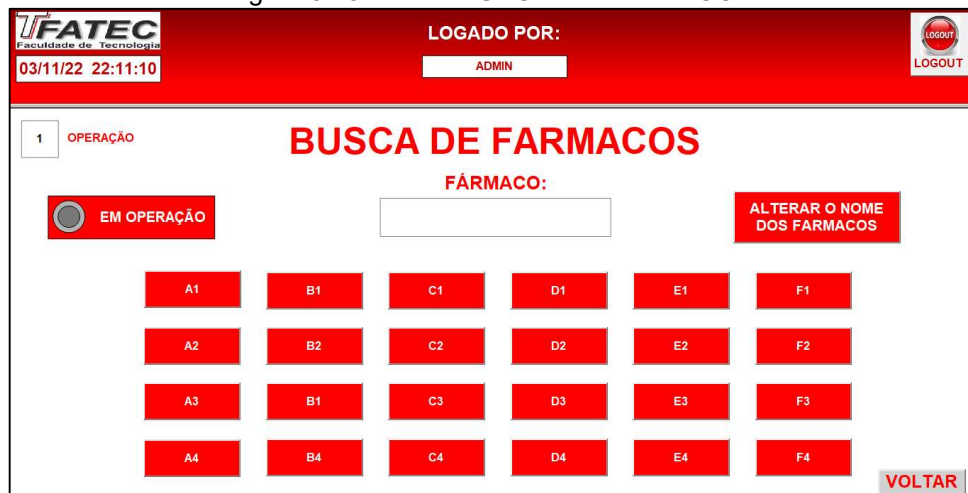 FATEC
Faculdade de Tecnologia
03/11/22 22:11:10
LOGADO POR:
ADMIN
LOGOUT
LOGOUT
1 OPERAÇÃO
BUSCA DE FARMACOS
FÁRMACO:
EM OPERAÇÃO
ALTERAR O NOME
DOS FARMACOS
A1 B1 C1 D1 E1 F1
A2 B2 C2 D2 E2 F2
A3 B1 C3 D3 E3 F3
A4 B4 C4 D4 E4 F4
VOLTAR